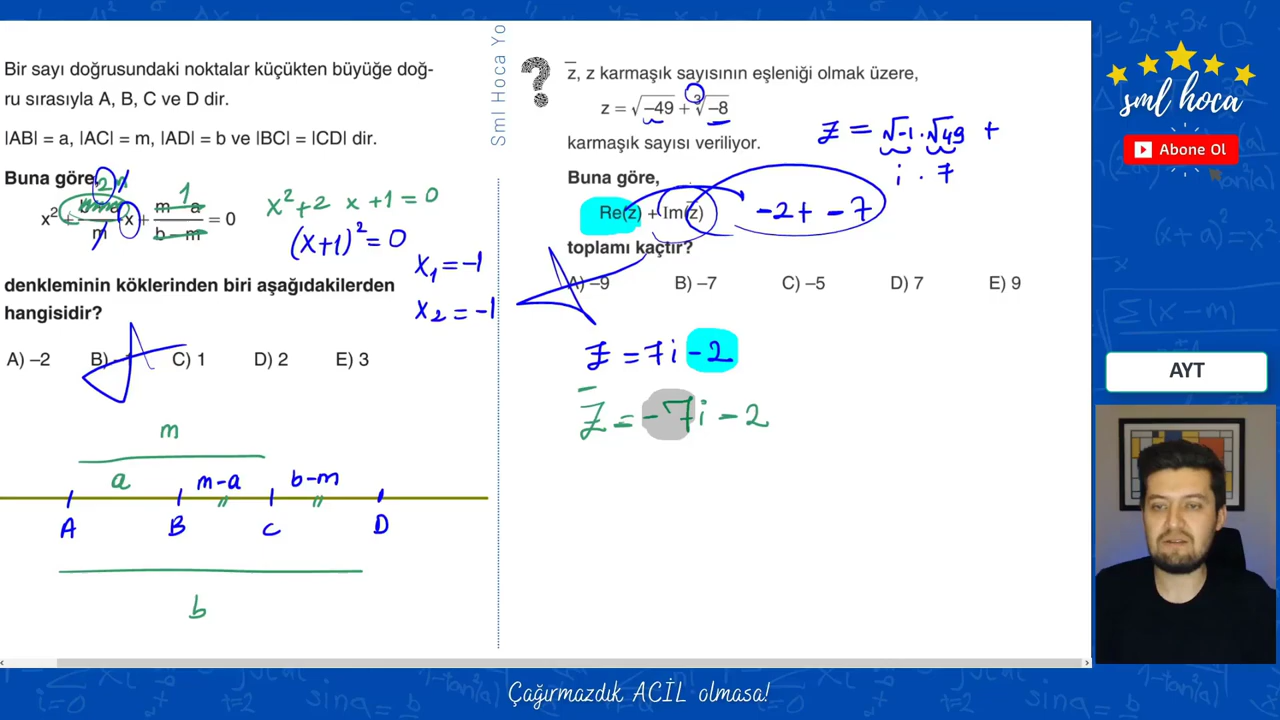 Bir sayı doğrusundaki noktalar küçükten büyüğe doğ-
ru sırasıyla A, B, C ve D dir.
|AB| = a, |AC| = m, |AD| = b ve |BC| = |CD| dir.
Buna göre,
2
1
x² + x + m – a = 0
m b – m
x²+2 x+1=0
(x+1)²=0
x₁=-1
x₂=-1
denkleminin köklerinden biri aşağıdakilerden
hangisidir?
A) –2 B) C) 1 D) 2 E) 3
m
a m-a b-m
A B C D
b
Sml Hoca Yo
?
z̅, z karmaşık sayısının eşleniği olmak üzere,
z = √–49 + ∛–8
karmaşık sayısı veriliyor.
z = √-1 . √49 +
i . 7
Buna göre,
Re(z) + Im(z̅)
-2+ -7
toplamı kaçtır?
A) –9 B) –7 C) –5 D) 7 E) 9
z = 7i -2
z̅ = -7i -2
sml hoca
Abone Ol
AYT
Çağırmazdık ACİL olmasa!